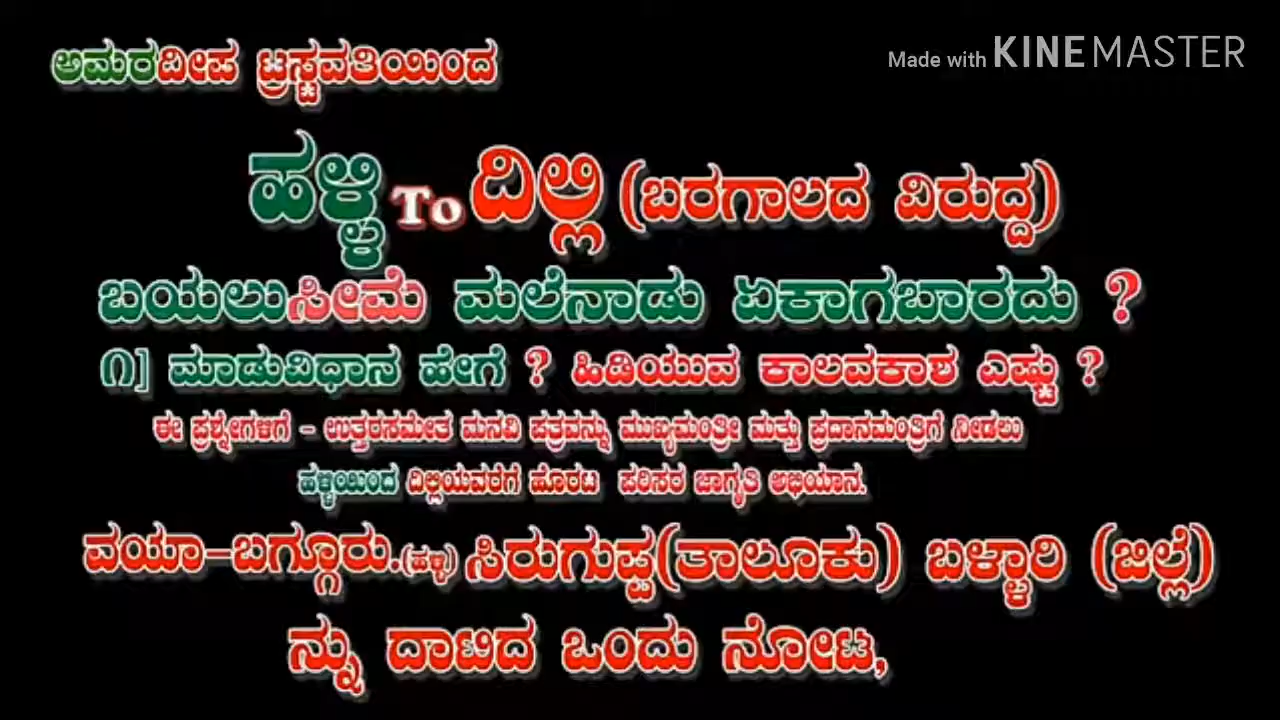 ಅಮರದೀಪ ಟ್ರಸ್ಟವತಿಯಿಂದ
Made with KINEMASTER
ಹಳ್ಳಿ To ದಿಲ್ಲಿ (ಬರಗಾಲದ ವಿರುದ್ದ)
ಬಯಲುಸೀಮೆ ಮಲೆನಾಡು ಏಕಾಗಬಾರದು ?
೧] ಮಾಡುವಿಧಾನ ಹೇಗೆ ? ಹಿಡಿಯುವ ಕಾಲವಕಾಶ ಎಷ್ಟು ?
ಈ ಪ್ರಶ್ನೇಗಳಿಗೆ - ಉತ್ತರಸಮೇತ ಮನವಿ ಪತ್ರವನ್ನು ಮುಖ್ಯಮಂತ್ರೀ ಮತ್ತು ಪ್ರದಾನಮಂತ್ರಿಗೆ ನೀಡಲು
ಹಳ್ಳಿಯಿಂದ ದಿಲ್ಲಿಯವರೆಗೆ ಹೊರಟ ಪರಿಸರ ಜಾಗೃತಿ ಅಭಿಯಾನ.
ವಯಾ-ಬಗ್ಗೂರು.(ಹಳ್ಳಿ) ಸಿರುಗುಪ್ಪ(ತಾಲೂಕು) ಬಳ್ಳಾರಿ (ಜಿಲ್ಲೆ)
ನ್ನು ದಾಟಿದ ಒಂದು ನೋಟ,